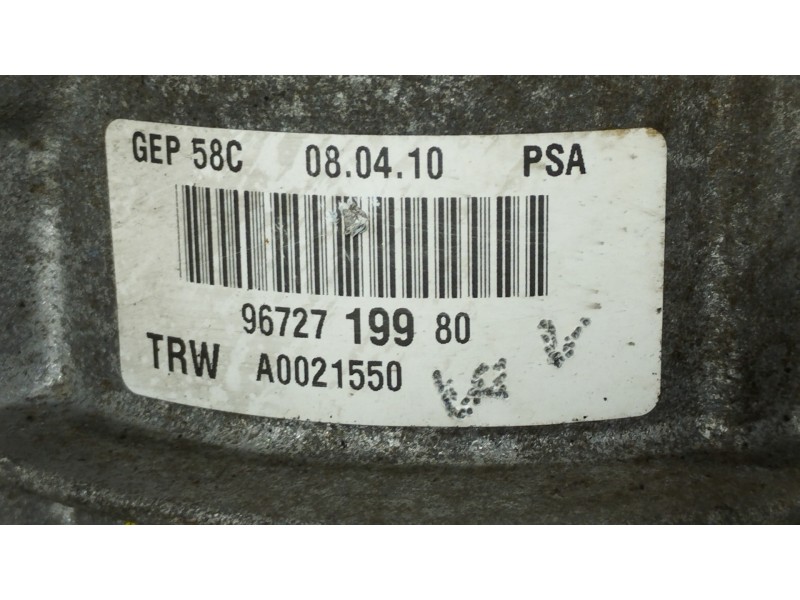 GEP 58C 08.04.10 PSA
96727 199 80
TRW A0021550
V